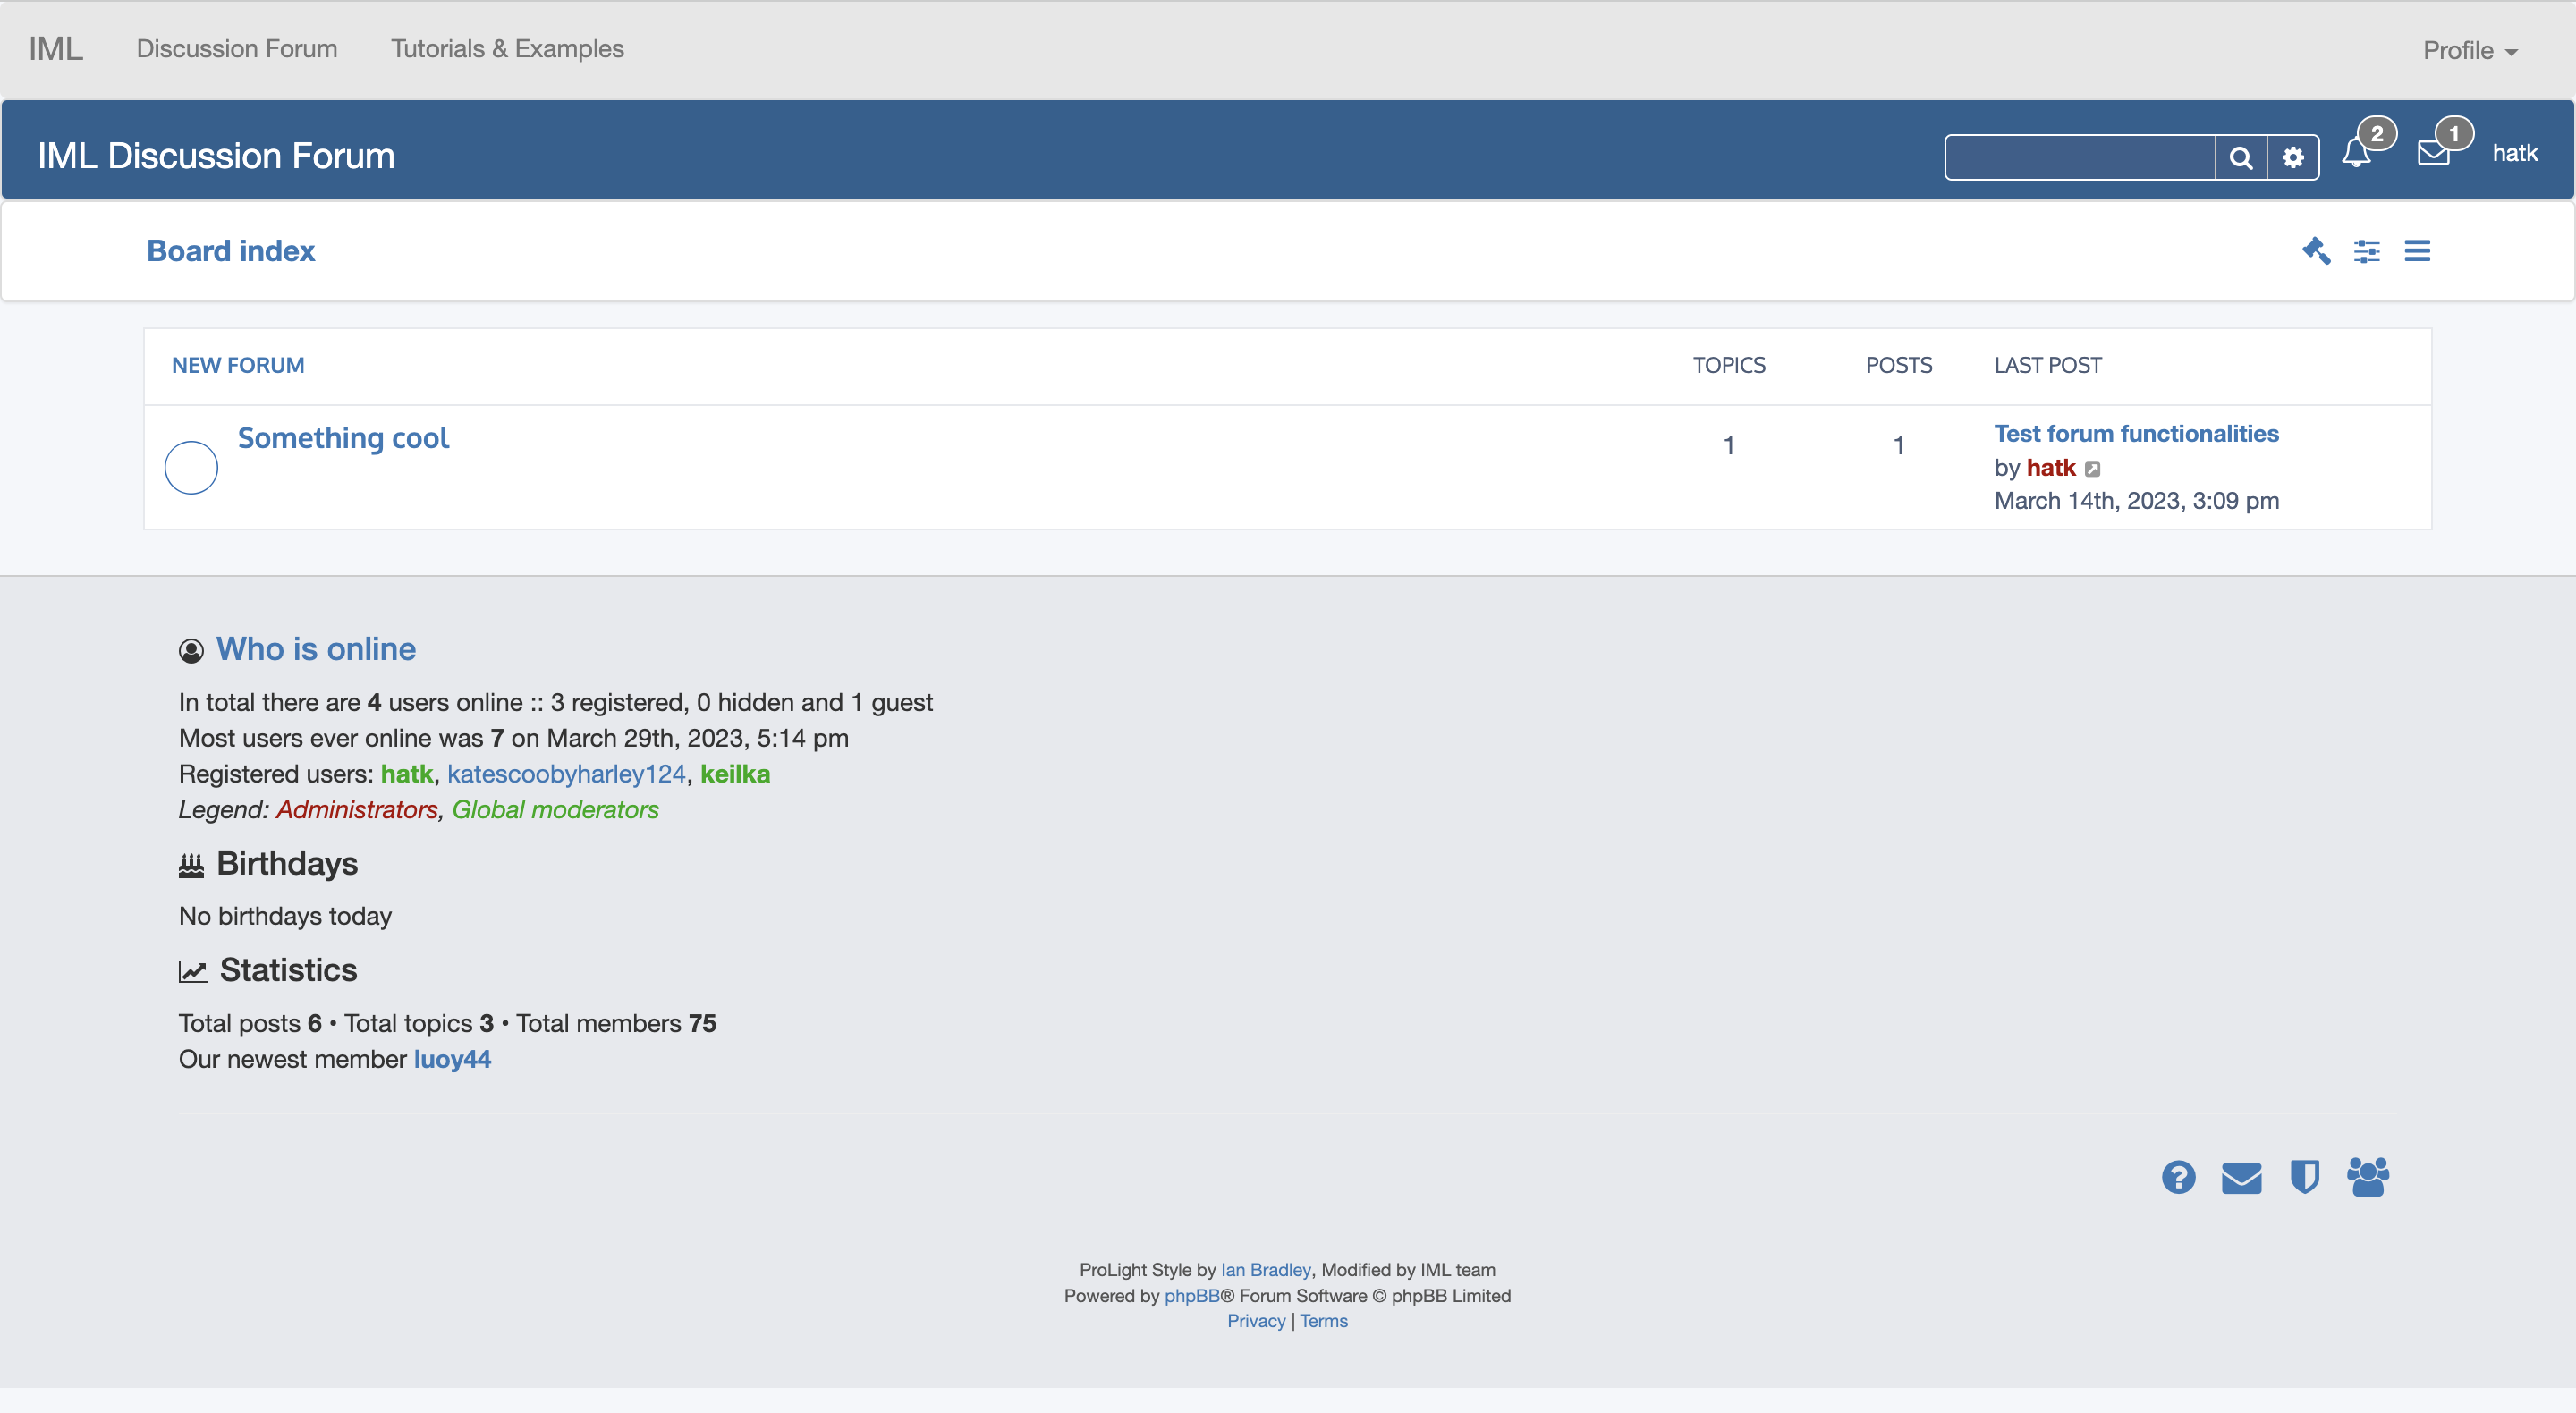 IML Discussion Forum Tutorials & Examples Profile
IML Discussion Forum 2 1 hatk
Board index
NEW FORUM TOPICS POSTS LAST POST
Something cool 1 1 Test forum functionalities
by hatk
March 14th, 2023, 3:09 pm
Who is online
In total there are 4 users online :: 3 registered, 0 hidden and 1 guest
Most users ever online was 7 on March 29th, 2023, 5:14 pm
Registered users: hatk, katescoobyharley124, keilka
Legend: Administrators, Global moderators
Birthdays
No birthdays today
Statistics
Total posts 6 • Total topics 3 • Total members 75
Our newest member luoy44
ProLight Style by Ian Bradley, Modified by IML team
Powered by phpBB® Forum Software © phpBB Limited
Privacy | Terms